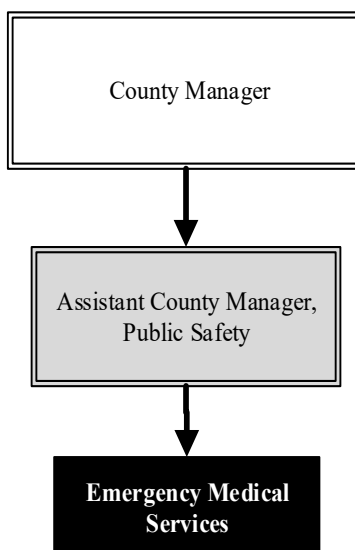 County Manager
Assistant County Manager,
Public Safety
Emergency Medical
Services